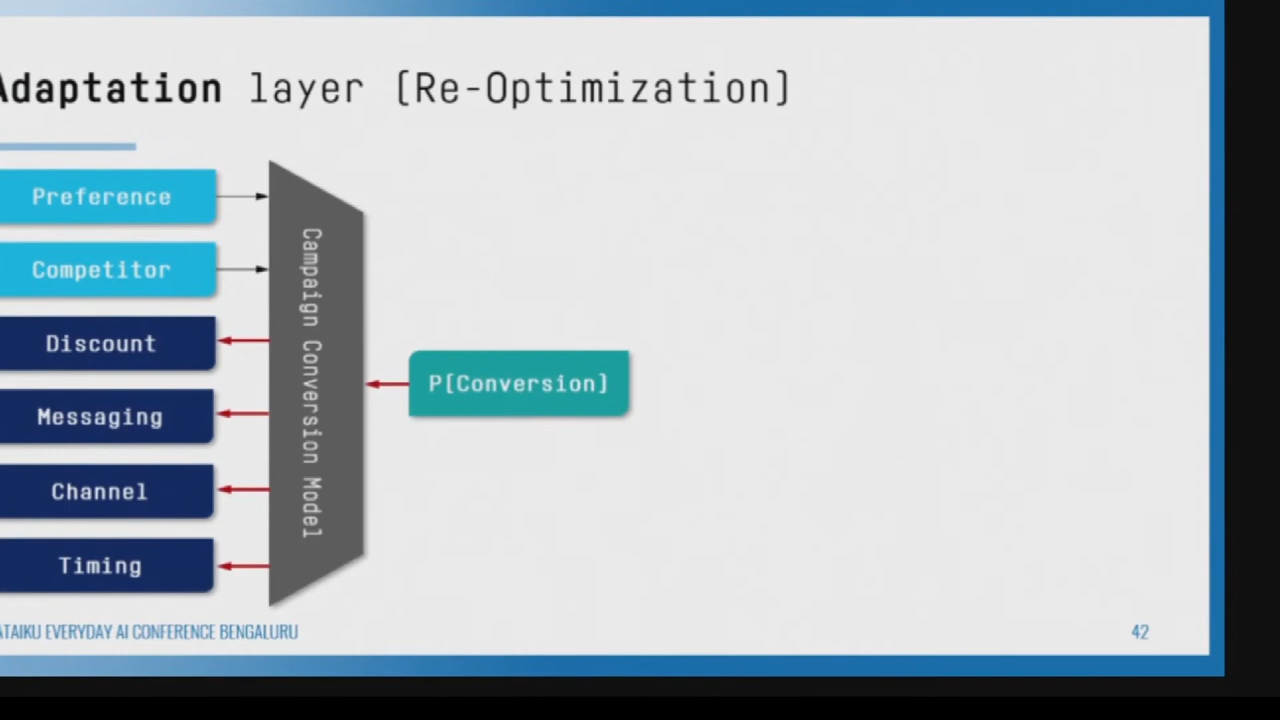 Adaptation layer [Re-Optimization]
Preference
Competitor
Discount
Messaging
Channel
Timing
Campaign Conversion Model
P[Conversion]
ATAIKU EVERYDAY AI CONFERENCE BENGALURU
42